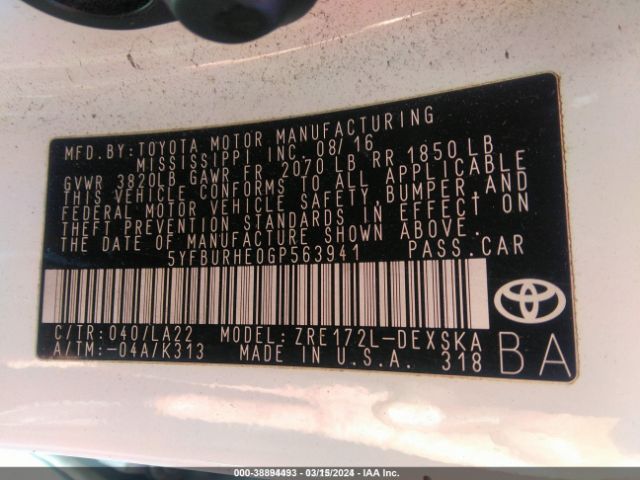 MFD. BY: TOYOTA MOTOR MANUFACTURING
MISSISSIPPI INC. 08/16
GVWR 3820LB GAWR FR 2070 LB RR 1850 LB
THIS VEHICLE CONFORMS TO ALL APPLICABLE
FEDERAL MOTOR VEHICLE SAFETY, BUMPER, AND
THEFT PREVENTION STANDARDS IN EFFECT ON
THE DATE OF MANUFACTURE SHOWN ABOVE.
5YFBURHE0GP563941 PASS. CAR
C/TR: 040/LA22 MODEL: ZRE172L-DEXSKA
A/TM: -04A/K313 MADE IN U.S.A. 318
BA
000-38894493 - 03/15/2024 - IAA Inc.